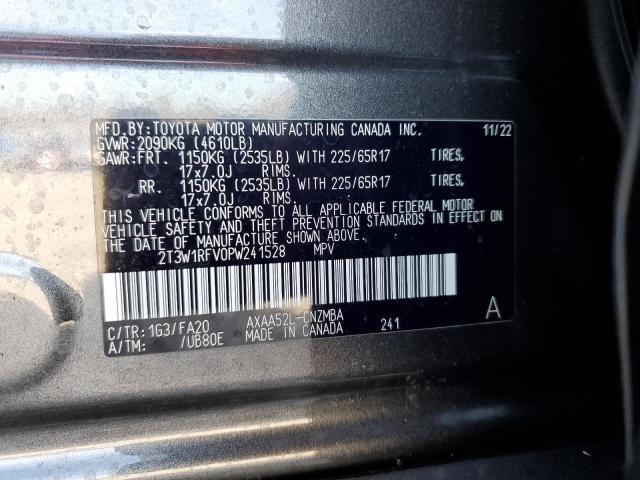 MFD.BY:TOYOTA MOTOR MANUFACTURING CANADA INC. 11/22
GVWR:2090KG (4610LB)
GAWR:FRT. 1150KG (2535LB) WITH 225/65R17 TIRES,
17x7.0J RIMS.
RR. 1150KG (2535LB) WITH 225/65R17 TIRES,
17x7.0J RIMS.
THIS VEHICLE CONFORMS TO ALL APPLICABLE FEDERAL MOTOR
VEHICLE SAFETY AND THEFT PREVENTION STANDARDS IN EFFECT ON
THE DATE OF MANUFACTURE SHOWN ABOVE.
2T3W1RFV0PW241528 MPV
C/TR:1G3/FA20 AXAA52L-CNZMBA 241 A
A/TM: /UB80E MADE IN CANADA